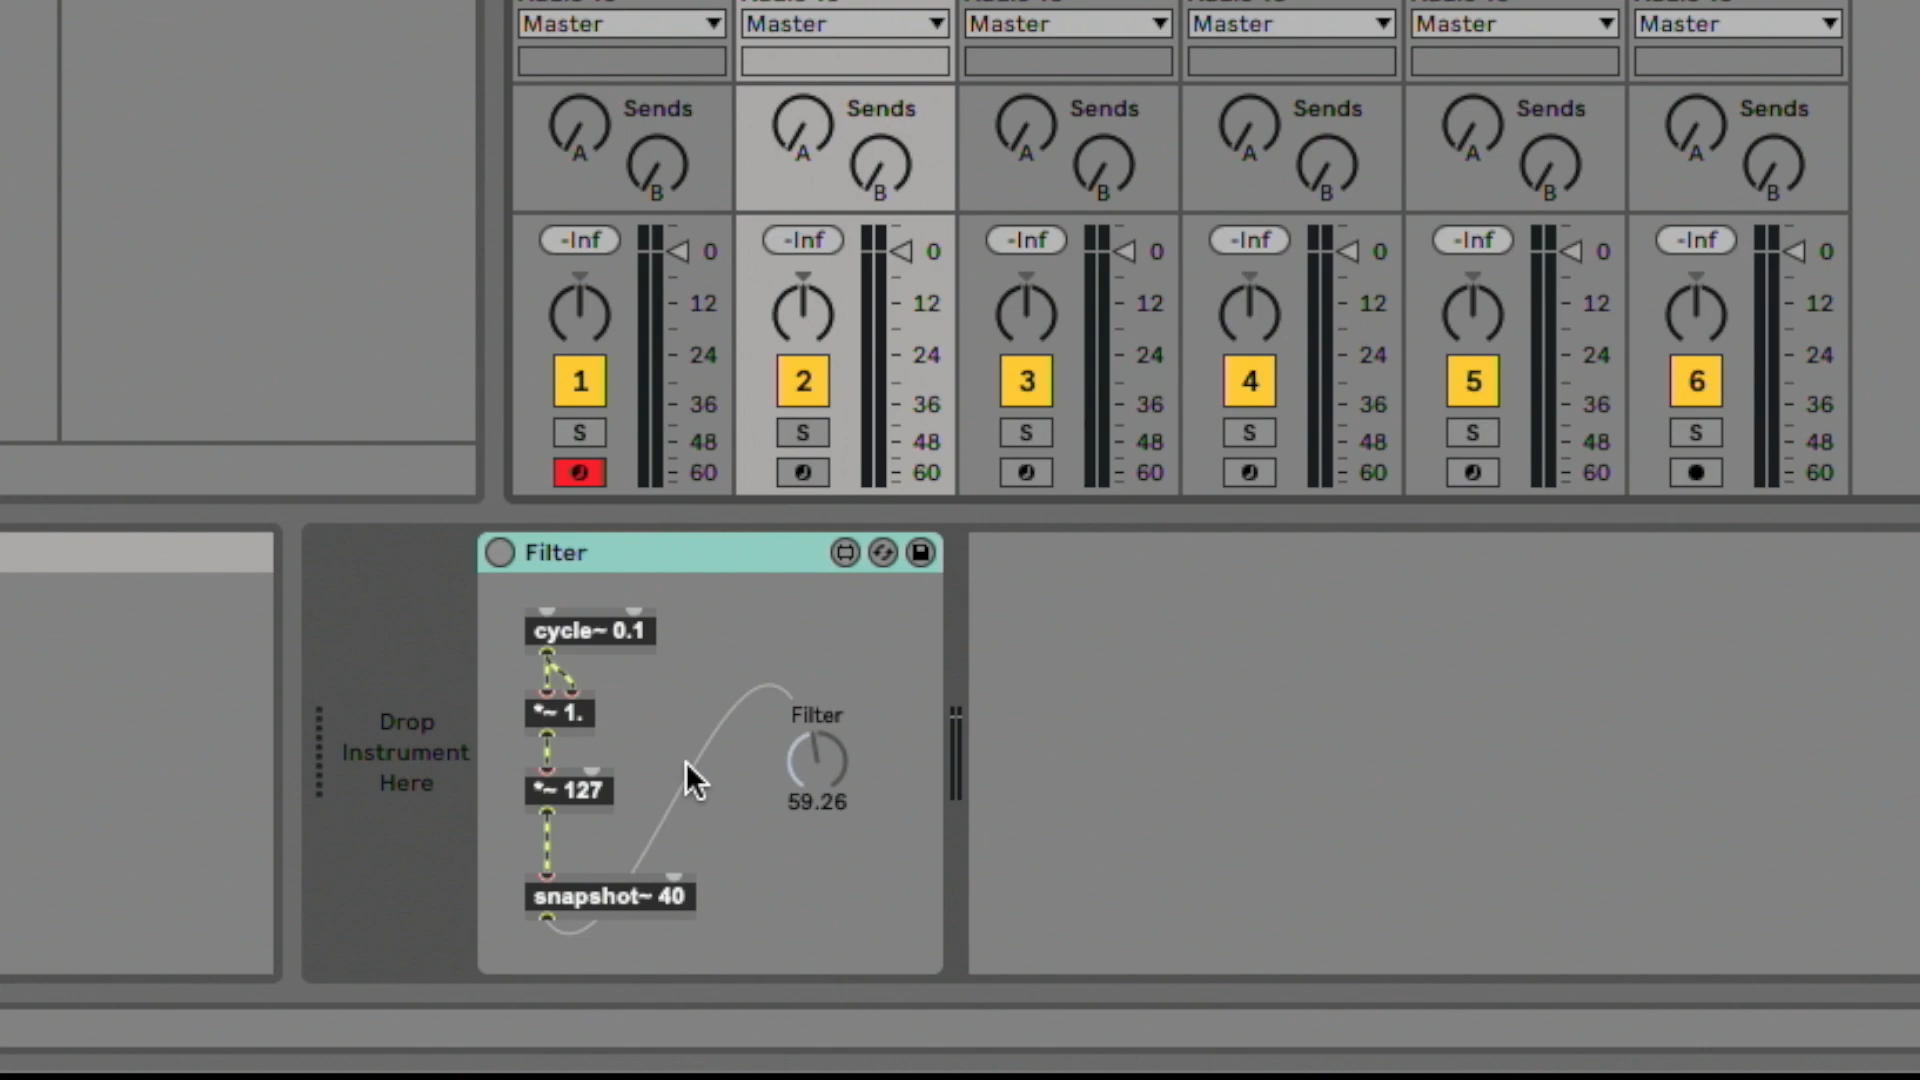 Master Master Master Master Master Master
Sends Sends Sends Sends Sends Sends
A A A A A A
B B B B B B
-Inf 0 -Inf 0 -Inf 0 -Inf 0 -Inf 0 -Inf 0
12 12 12 12 12 12
24 24 24 24 24 24
1 2 3 4 5 6
36 36 36 36 36 36
S S S S S S
48 48 48 48 48 48
60 60 60 60 60 60
Filter
cycle~ 0.1
*~ 1.
Filter
Drop
Instrument
Here
*~ 127
59.26
snapshot~ 40